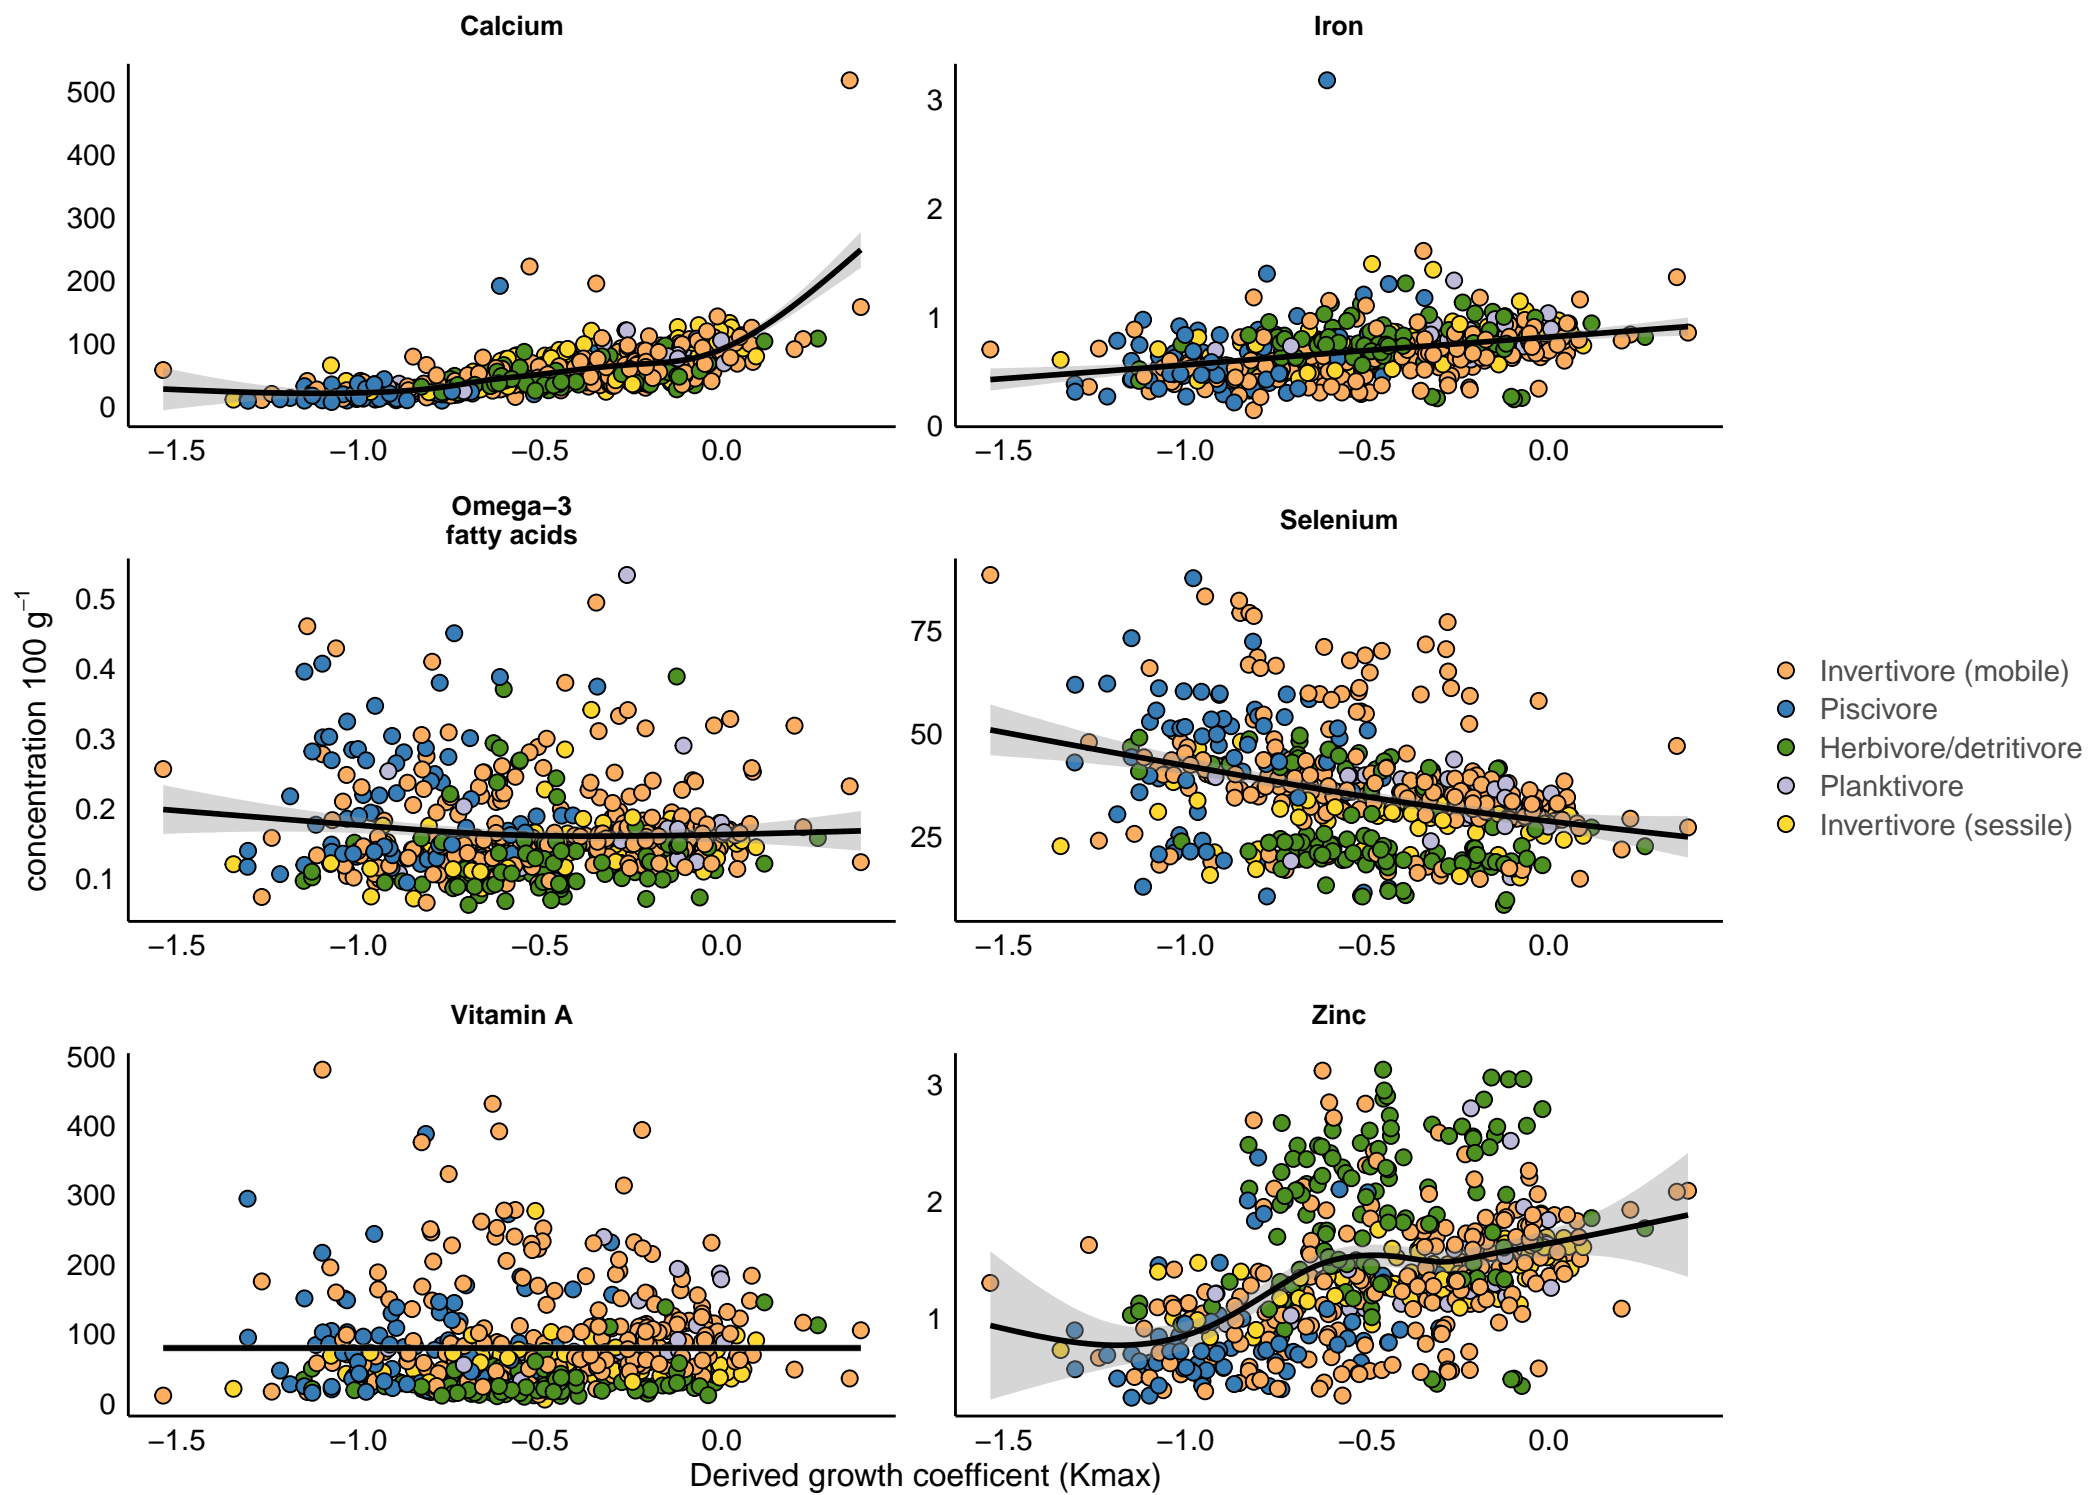 Calcium
Iron
500
400
300
200
100
0
3
2
1
0
−1.5 −1.0 −0.5 0.0
−1.5 −1.0 −0.5 0.0
Omega−3
fatty acids
Selenium
concentration 100 g⁻¹
0.5
0.4
0.3
0.2
0.1
75
50
25
−1.5 −1.0 −0.5 0.0
−1.5 −1.0 −0.5 0.0
Invertivore (mobile)
Piscivore
Herbivore/detritivore
Planktivore
Invertivore (sessile)
Vitamin A
Zinc
500
400
300
200
100
0
3
2
1
−1.5 −1.0 −0.5 0.0
−1.5 −1.0 −0.5 0.0
Derived growth coefficent (Kmax)